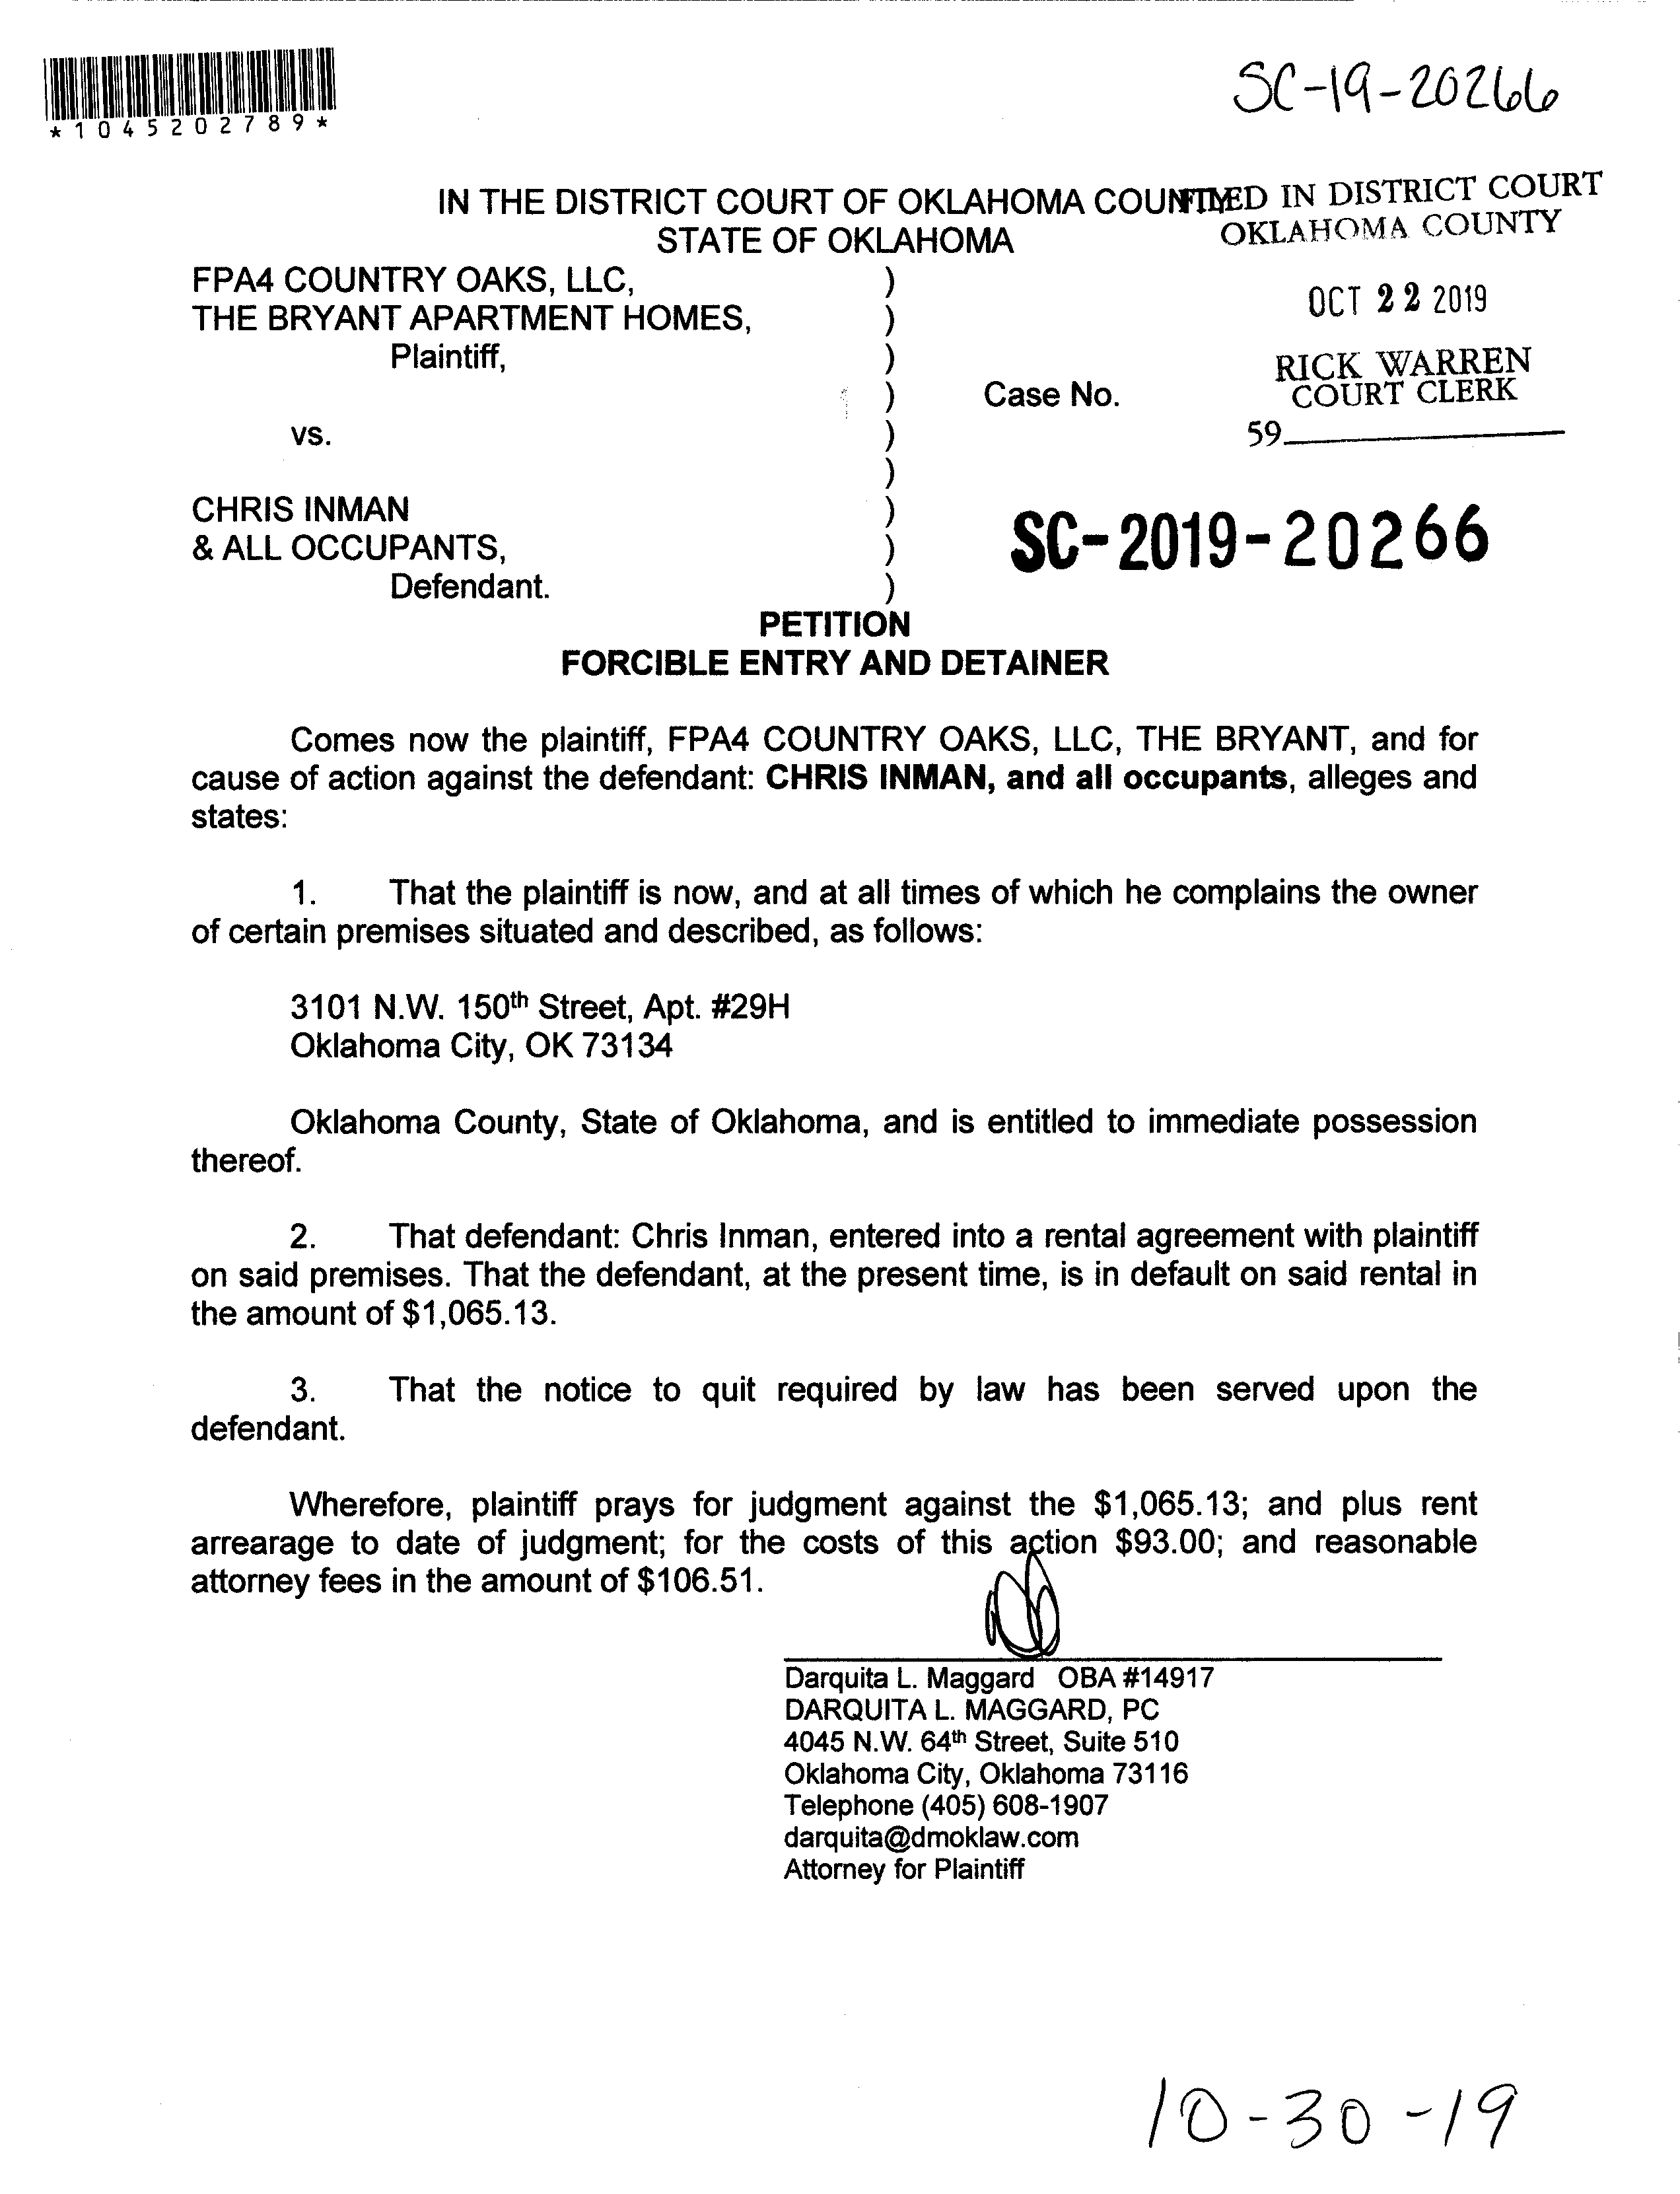 SC-19-20266
*1045202789*
IN THE DISTRICT COURT OF OKLAHOMA COUNTY
FILED IN DISTRICT COURT
OKLAHOMA COUNTY
STATE OF OKLAHOMA
FPA4 COUNTRY OAKS, LLC, )
OCT 22 2019
THE BRYANT APARTMENT HOMES, )
Plaintiff, )
RICK WARREN
COURT CLERK
) Case No.
59
vs. )
)
CHRIS INMAN )
& ALL OCCUPANTS, )
SC-2019-20266
Defendant. )
PETITION
FORCIBLE ENTRY AND DETAINER
Comes now the plaintiff, FPA4 COUNTRY OAKS, LLC, THE BRYANT, and for
cause of action against the defendant: CHRIS INMAN, and all occupants, alleges and
states:
1. That the plaintiff is now, and at all times of which he complains the owner
of certain premises situated and described, as follows:
3101 N.W. 150th Street, Apt. #29H
Oklahoma City, OK 73134
Oklahoma County, State of Oklahoma, and is entitled to immediate possession
thereof.
2. That defendant: Chris Inman, entered into a rental agreement with plaintiff
on said premises. That the defendant, at the present time, is in default on said rental in
the amount of $1,065.13.
3. That the notice to quit required by law has been served upon the
defendant.
Wherefore, plaintiff prays for judgment against the $1,065.13; and plus rent
arrearage to date of judgment; for the costs of this action $93.00; and reasonable
attorney fees in the amount of $106.51.
Darquita L. Maggard OBA #14917
DARQUITA L. MAGGARD, PC
4045 N.W. 64th Street, Suite 510
Oklahoma City, Oklahoma 73116
Telephone (405) 608-1907
darquita@dmoklaw.com
Attorney for Plaintiff
10-30-19